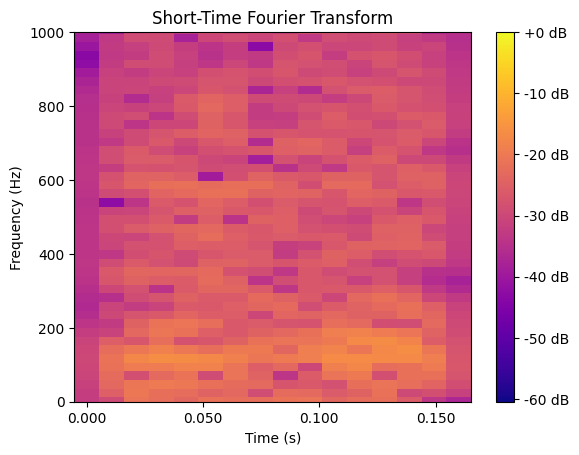 Short-Time Fourier Transform
Frequency (Hz)
1000
800
600
400
200
0
0.000
0.050
0.100
0.150
Time (s)
+0 dB
-10 dB
-20 dB
-30 dB
-40 dB
-50 dB
-60 dB